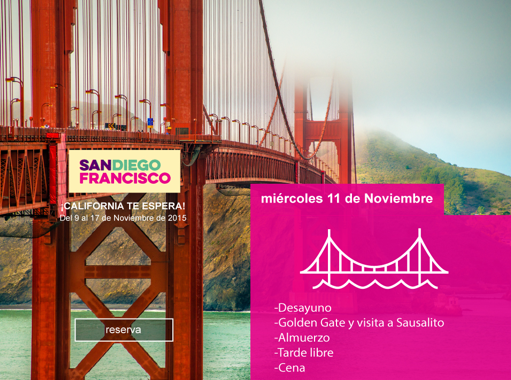 SANDIEGO
FRANCISCO
¡CALIFORNIA TE ESPERA!
Del 9 al 17 de Noviembre de 2015
reserva
miércoles 11 de Noviembre
-Desayuno
-Golden Gate y visita a Sausalito
-Almuerzo
-Tarde libre
-Cena